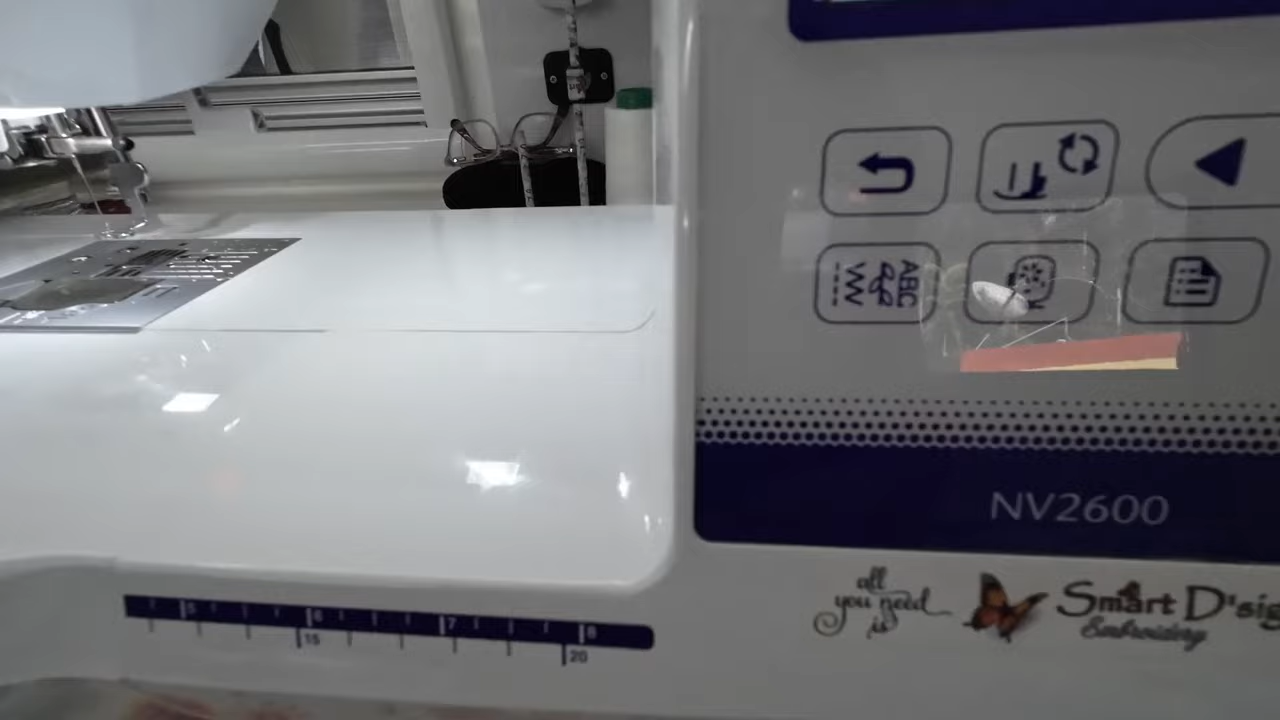 ABC
NV2600
all
you need
is
Smart D'sig
Embroidery
5 6 7 8
15 20